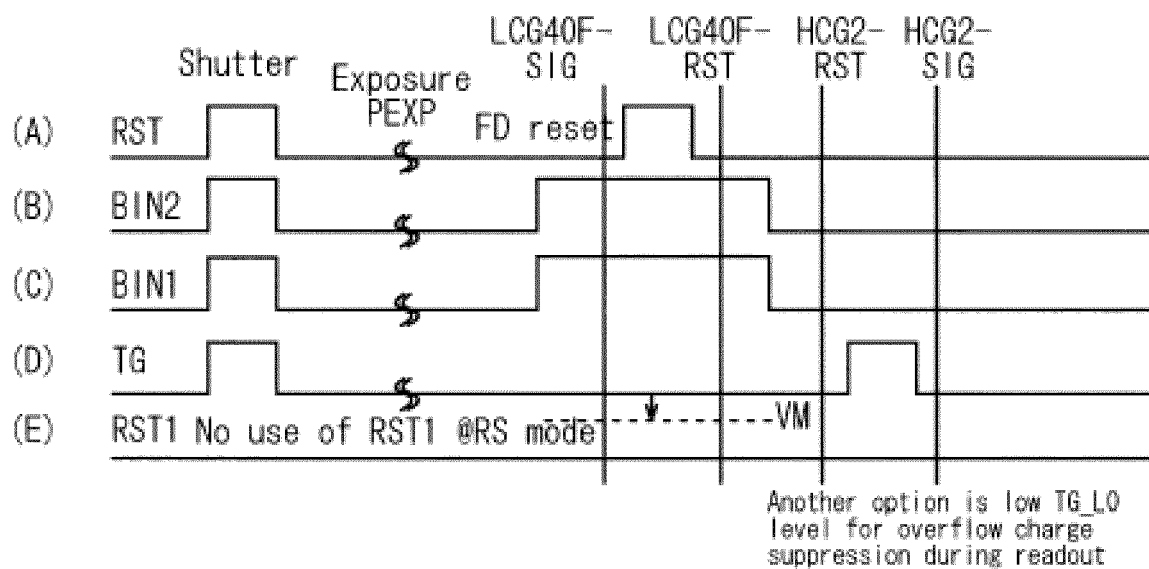 LCG40F-SIG LCG40F-RST HCG2-RST HCG2-SIG
Shutter
Exposure
PEXP
(A) RST FD reset
(B) BIN2
(C) BIN1
(D) TG
(E) RST1 No use of RST1 @RS mode VM
Another option is low TG_LO
level for overflow charge
suppression during readout